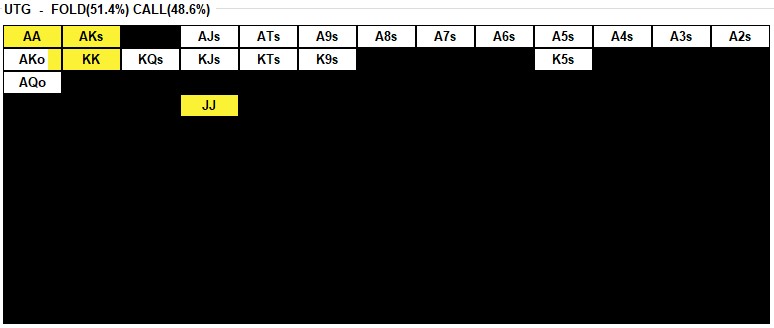 UTG - FOLD(51.4%) CALL(48.6%)
AA AKs AJs ATs A9s A8s A7s A6s A5s A4s A3s A2s
AKo KK KQs KJs KTs K9s K5s
AQo
JJ